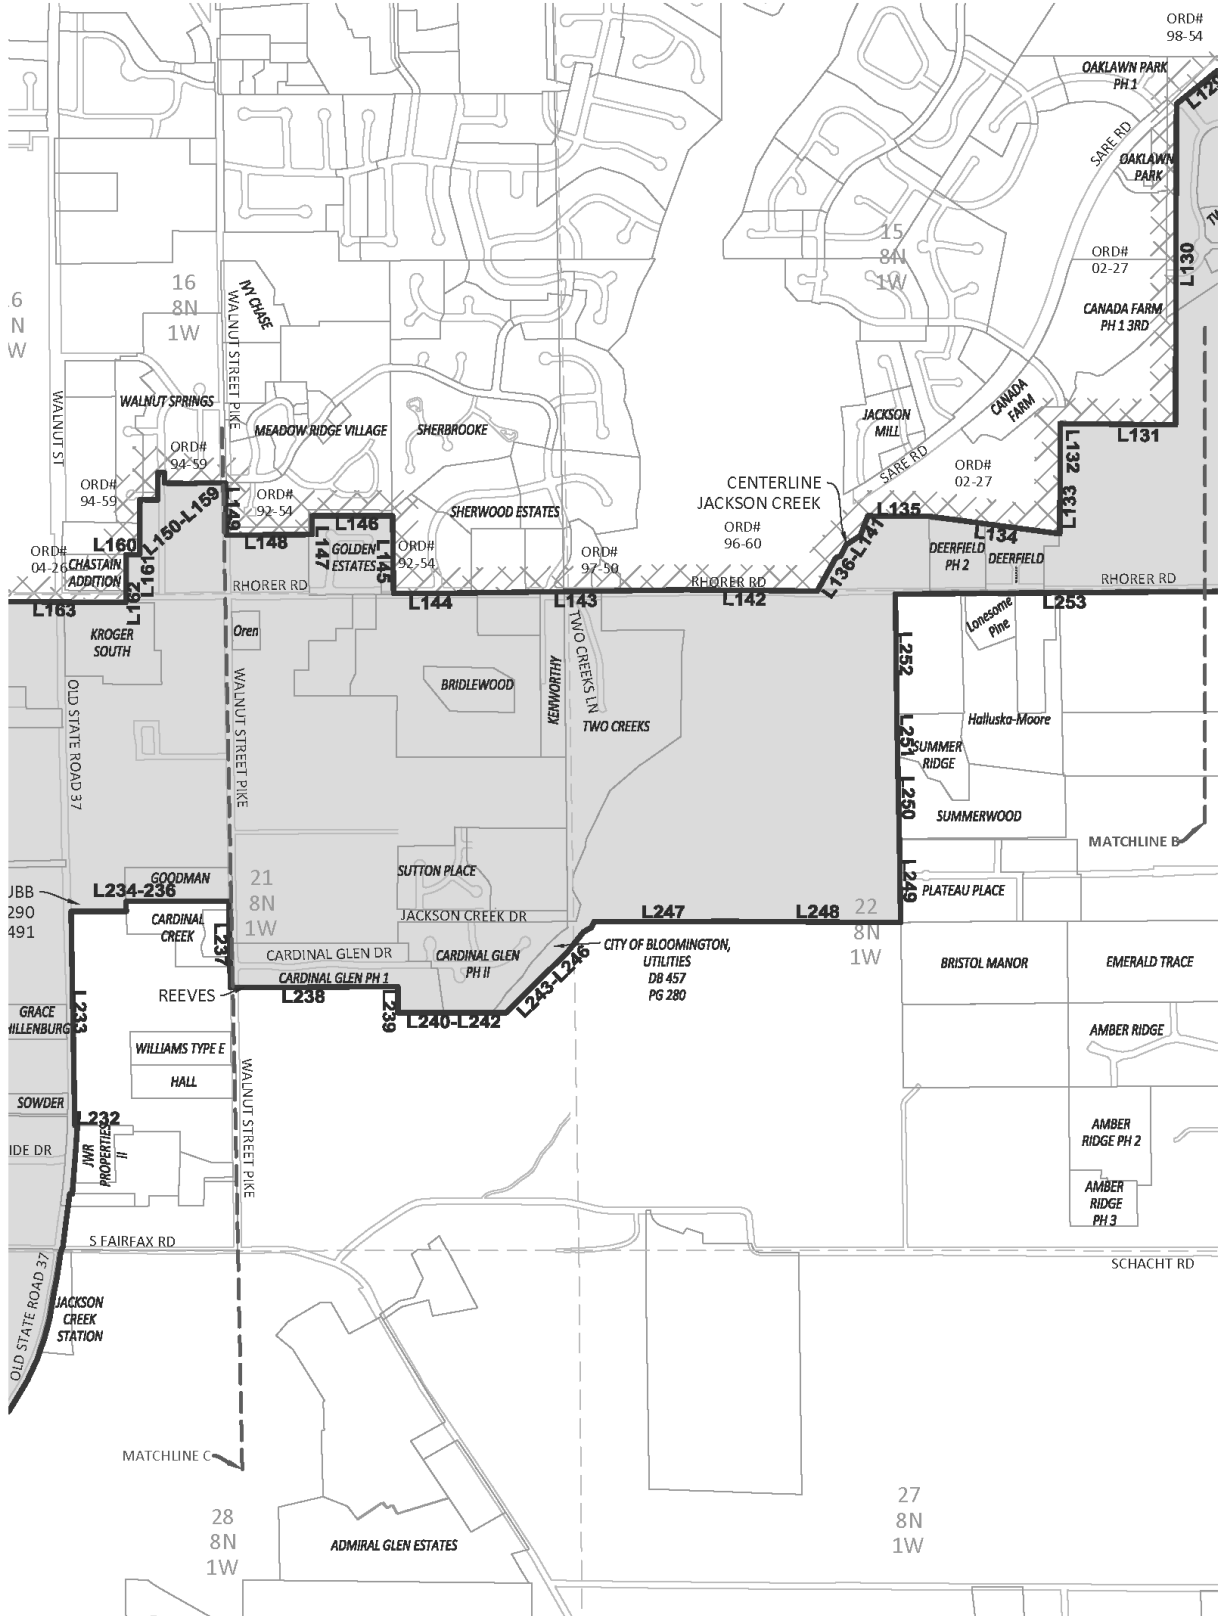 ORD#
98-54
OAKLAWN PARK
PH 1
SARE RD
OAKLAWN
PARK
15
8N
1W
ORD#
02-27
L130
CANADA FARM
PH 1 3RD
16
8N
1W
IVY CHASE
WALNUT STREET PIKE
WALNUT ST
WALNUT SPRINGS
MEADOW RIDGE VILLAGE
SHERBROOKE
JACKSON
MILL
CANADA
FARM
L131
L132
L133
ORD#
94-59
ORD#
94-59
SARE RD
ORD#
02-27
CENTERLINE
JACKSON CREEK
ORD#
92-54
L149
L150-L159
L148
L146
L147
GOLDEN
ESTATES
L145
SHERWOOD ESTATES
ORD#
92-54
ORD#
97-50
ORD#
96-60
L135
L134
L136-L141
DEERFIELD
PH 2
DEERFIELD
L160
L161
L162
ORD#
04-26
CHASTAIN
ADDITION
L163
RHORER RD
L144
L143
RHORER RD
L142
RHORER RD
L253
KROGER
SOUTH
Oren
Lonesome
Pine
L252
OLD STATE ROAD 37
WALNUT STREET PIKE
BRIDLEWOOD
KENWORTHY
TWO CREEKS LN
TWO CREEKS
Halluska-Moore
L251
SUMMER
RIDGE
L250
SUMMERWOOD
MATCHLINE B
GOODMAN
L234-236
21
8N
1W
SUTTON PLACE
L249
PLATEAU PLACE
UBB
290
491
CARDINAL
CREEK
L237
JACKSON CREEK DR
L247
L248
22
8N
1W
CARDINAL GLEN DR
CARDINAL GLEN
PH II
CITY OF BLOOMINGTON,
UTILITIES
DB 457
PG 280
BRISTOL MANOR
EMERALD TRACE
CARDINAL GLEN PH 1
REEVES
L238
L239
L240-L242
L243-L246
GRACE
HILLENBURG
L233
AMBER RIDGE
WILLIAMS TYPE E
HALL
WALNUT STREET PIKE
SOWDER
L232
JWR
PROPERTIES
II
IDE DR
AMBER
RIDGE PH 2
AMBER
RIDGE
PH 3
S FAIRFAX RD
SCHACHT RD
OLD STATE ROAD 37
JACKSON
CREEK
STATION
MATCHLINE C
28
8N
1W
ADMIRAL GLEN ESTATES
27
8N
1W